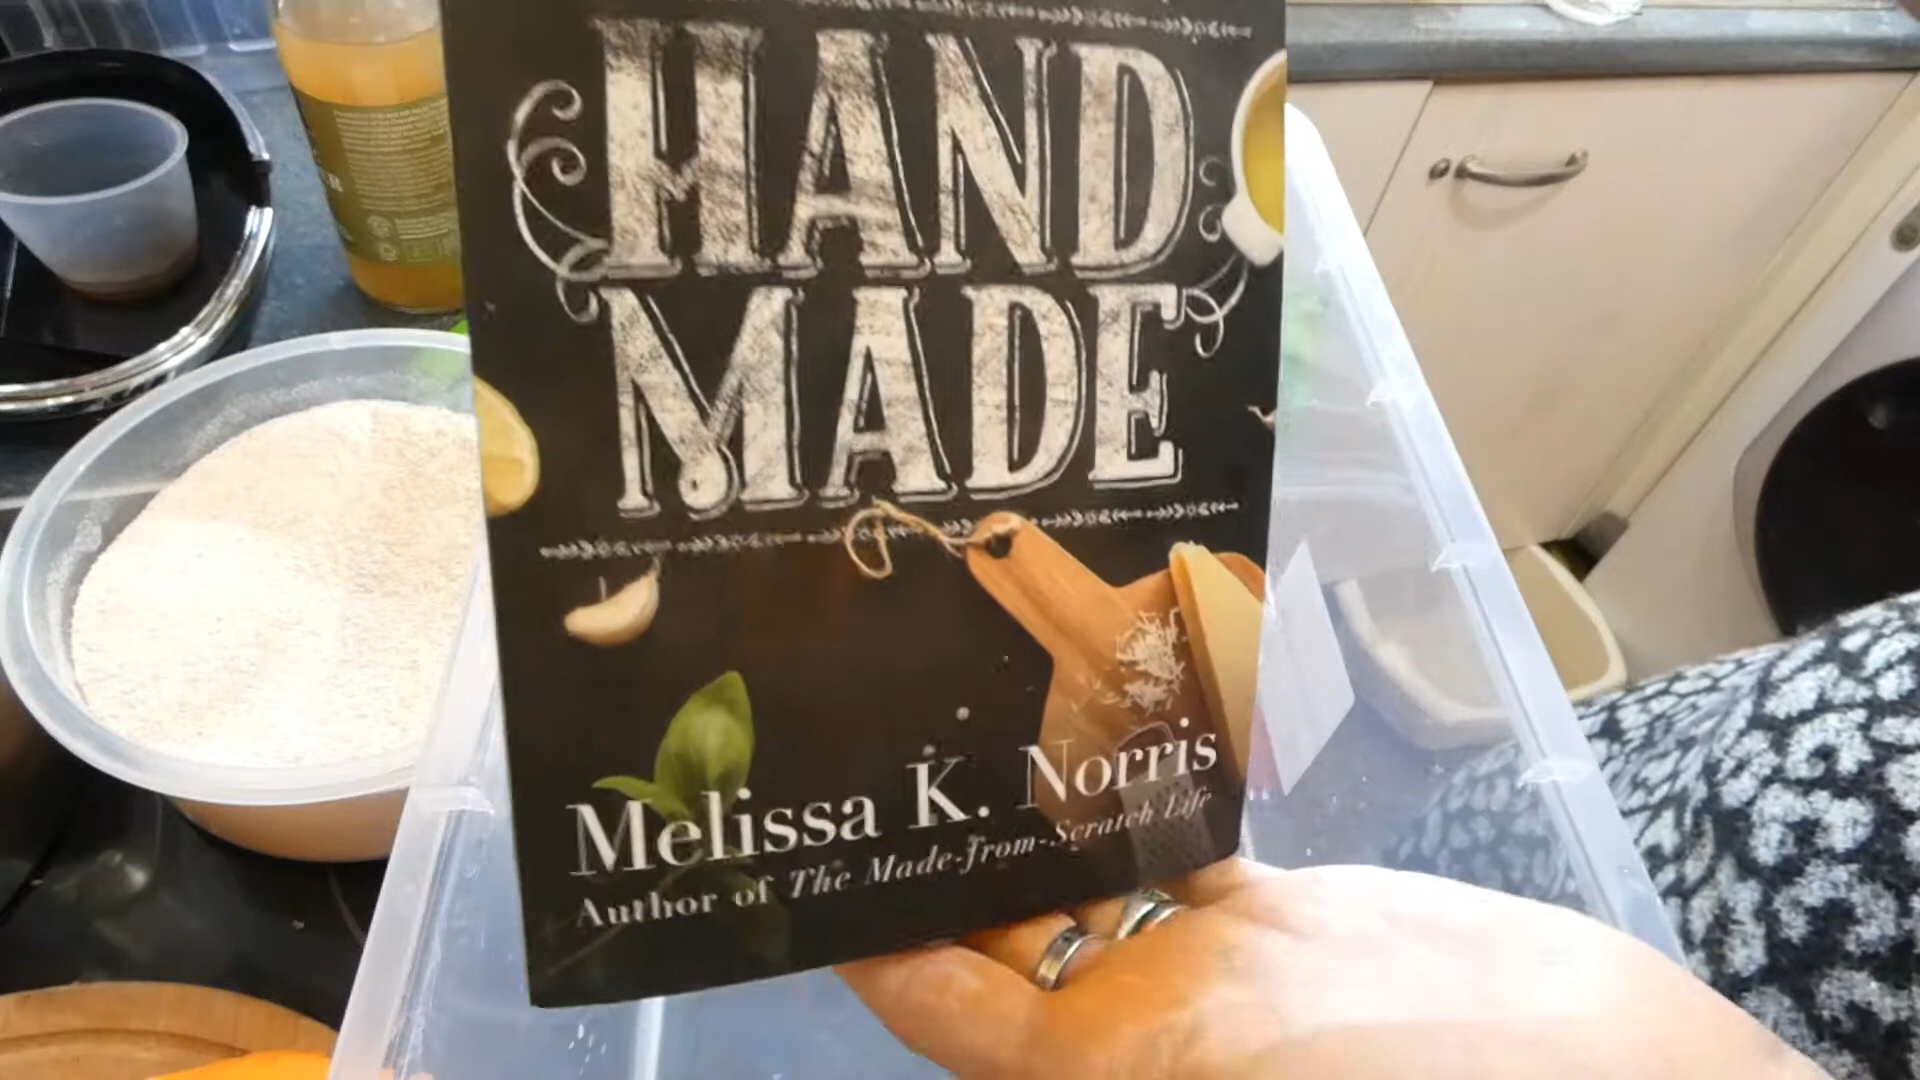 HAND
MADE
Melissa K. Norris
Author of The Made-from-Scratch Life